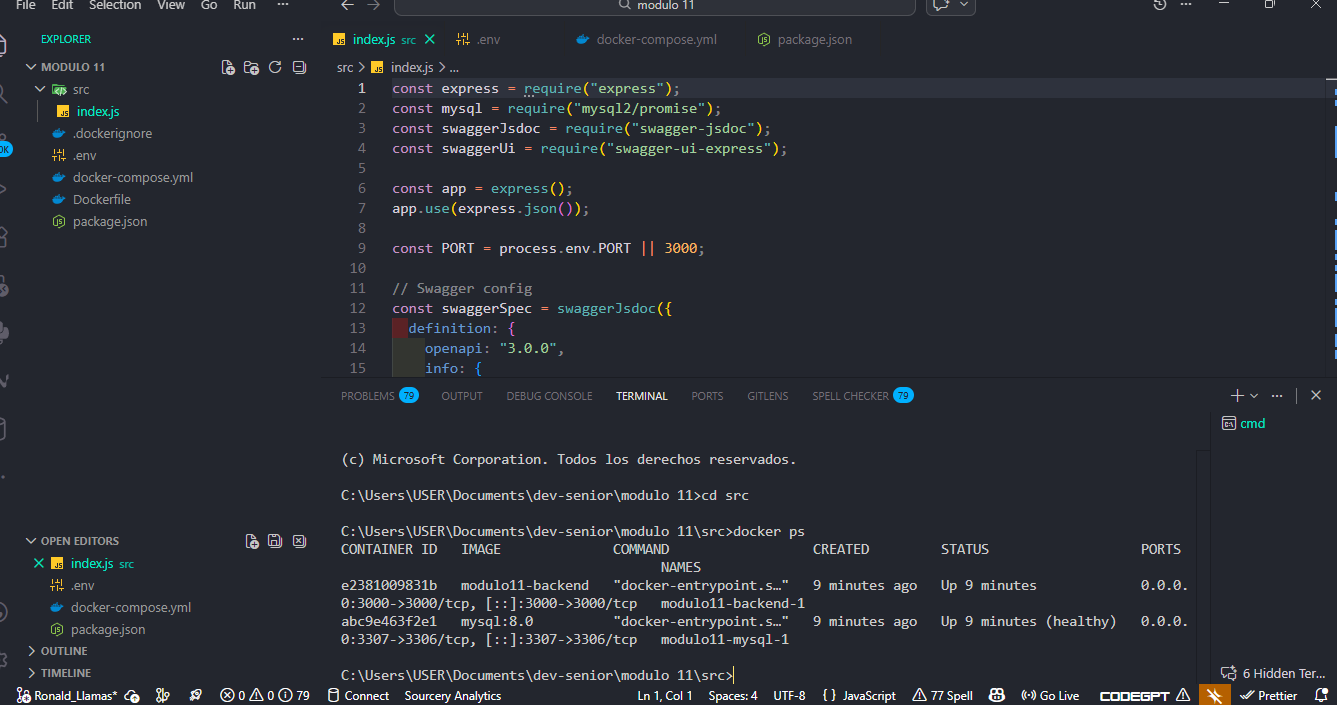 File Edit Selection View Go Run ··· modulo 11
EXPLORER ···
MODULO 11
src
JS index.js
.dockerignore
.env
docker-compose.yml
Dockerfile
package.json
OPEN EDITORS
JS index.js src
.env
docker-compose.yml
package.json
OUTLINE
TIMELINE
JS index.js src .env docker-compose.yml package.json
src > JS index.js > ...
1 const express = require("express");
2 const mysql = require("mysql2/promise");
3 const swaggerJsdoc = require("swagger-jsdoc");
4 const swaggerUi = require("swagger-ui-express");
5
6 const app = express();
7 app.use(express.json());
8
9 const PORT = process.env.PORT || 3000;
10
11 // Swagger config
12 const swaggerSpec = swaggerJsdoc({
13 definition: {
14 openapi: "3.0.0",
15 info: {
PROBLEMS 79 OUTPUT DEBUG CONSOLE TERMINAL PORTS GITLENS SPELL CHECKER 79
cmd
(c) Microsoft Corporation. Todos los derechos reservados.
C:\Users\USER\Documents\dev-senior\modulo 11>cd src
C:\Users\USER\Documents\dev-senior\modulo 11\src>docker ps
CONTAINER ID IMAGE COMMAND CREATED STATUS PORTS
NAMES
e2381009831b modulo11-backend "docker-entrypoint.s…" 9 minutes ago Up 9 minutes 0.0.0.
0:3000->3000/tcp, [::]:3000->3000/tcp modulo11-backend-1
abc9e463f2e1 mysql:8.0 "docker-entrypoint.s…" 9 minutes ago Up 9 minutes (healthy) 0.0.0.
0:3307->3306/tcp, [::]:3307->3306/tcp modulo11-mysql-1
C:\Users\USER\Documents\dev-senior\modulo 11\src>
6 Hidden Ter...
Ronald_Llamas* 0 0 79 Connect Sourcery Analytics Ln 1, Col 1 Spaces: 4 UTF-8 {} JavaScript 77 Spell Go Live CODEGPT Prettier